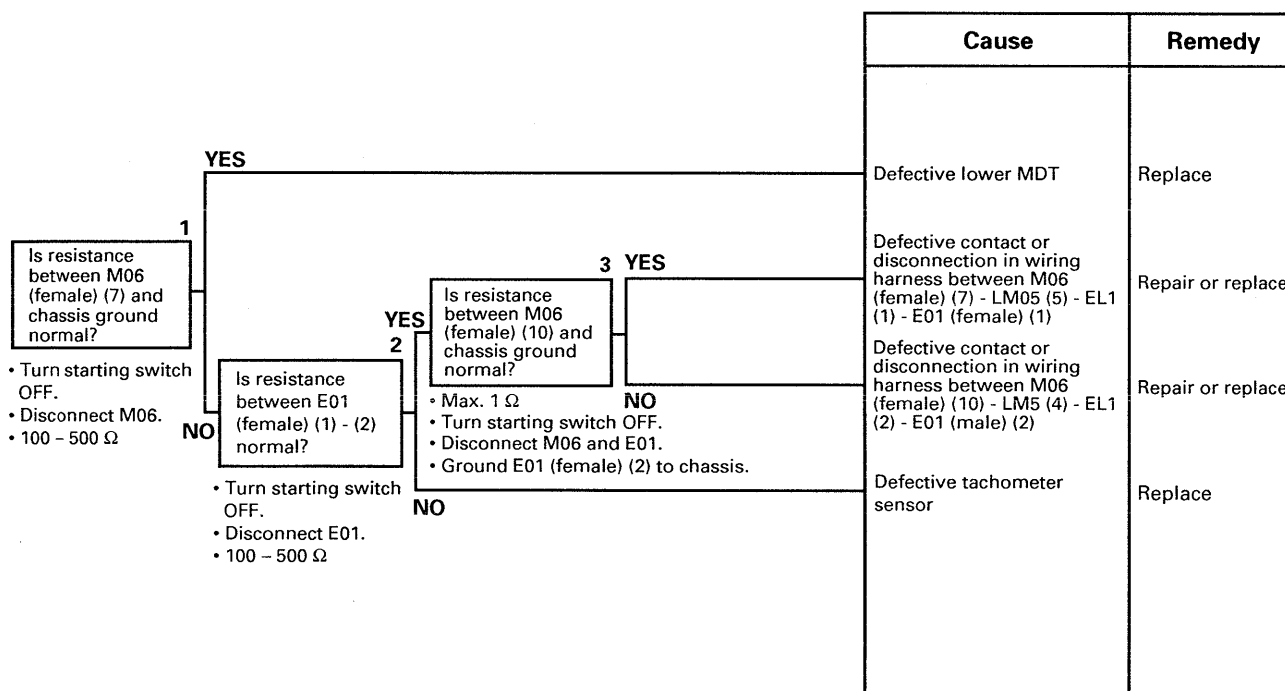 Cause
Remedy
YES
Defective lower MDT
Replace
1
Is resistance
between M06
(female) (7) and
chassis ground
normal?
• Turn starting switch
OFF.
• Disconnect M06.
• 100 – 500 Ω
NO
2
Is resistance
between E01
(female) (1) - (2)
normal?
• Turn starting switch
OFF.
• Disconnect E01.
• 100 – 500 Ω
YES
3
Is resistance
between M06
(female) (10) and
chassis ground
normal?
• Max. 1 Ω
• Turn starting switch OFF.
• Disconnect M06 and E01.
• Ground E01 (female) (2) to chassis.
YES
Defective contact or
disconnection in wiring
harness between M06
(female) (7) - LM05 (5) - EL1
(1) - E01 (female) (1)
Repair or replace
NO
Defective contact or
disconnection in wiring
harness between M06
(female) (10) - LM5 (4) - EL1
(2) - E01 (male) (2)
Repair or replace
NO
Defective tachometer
sensor
Replace